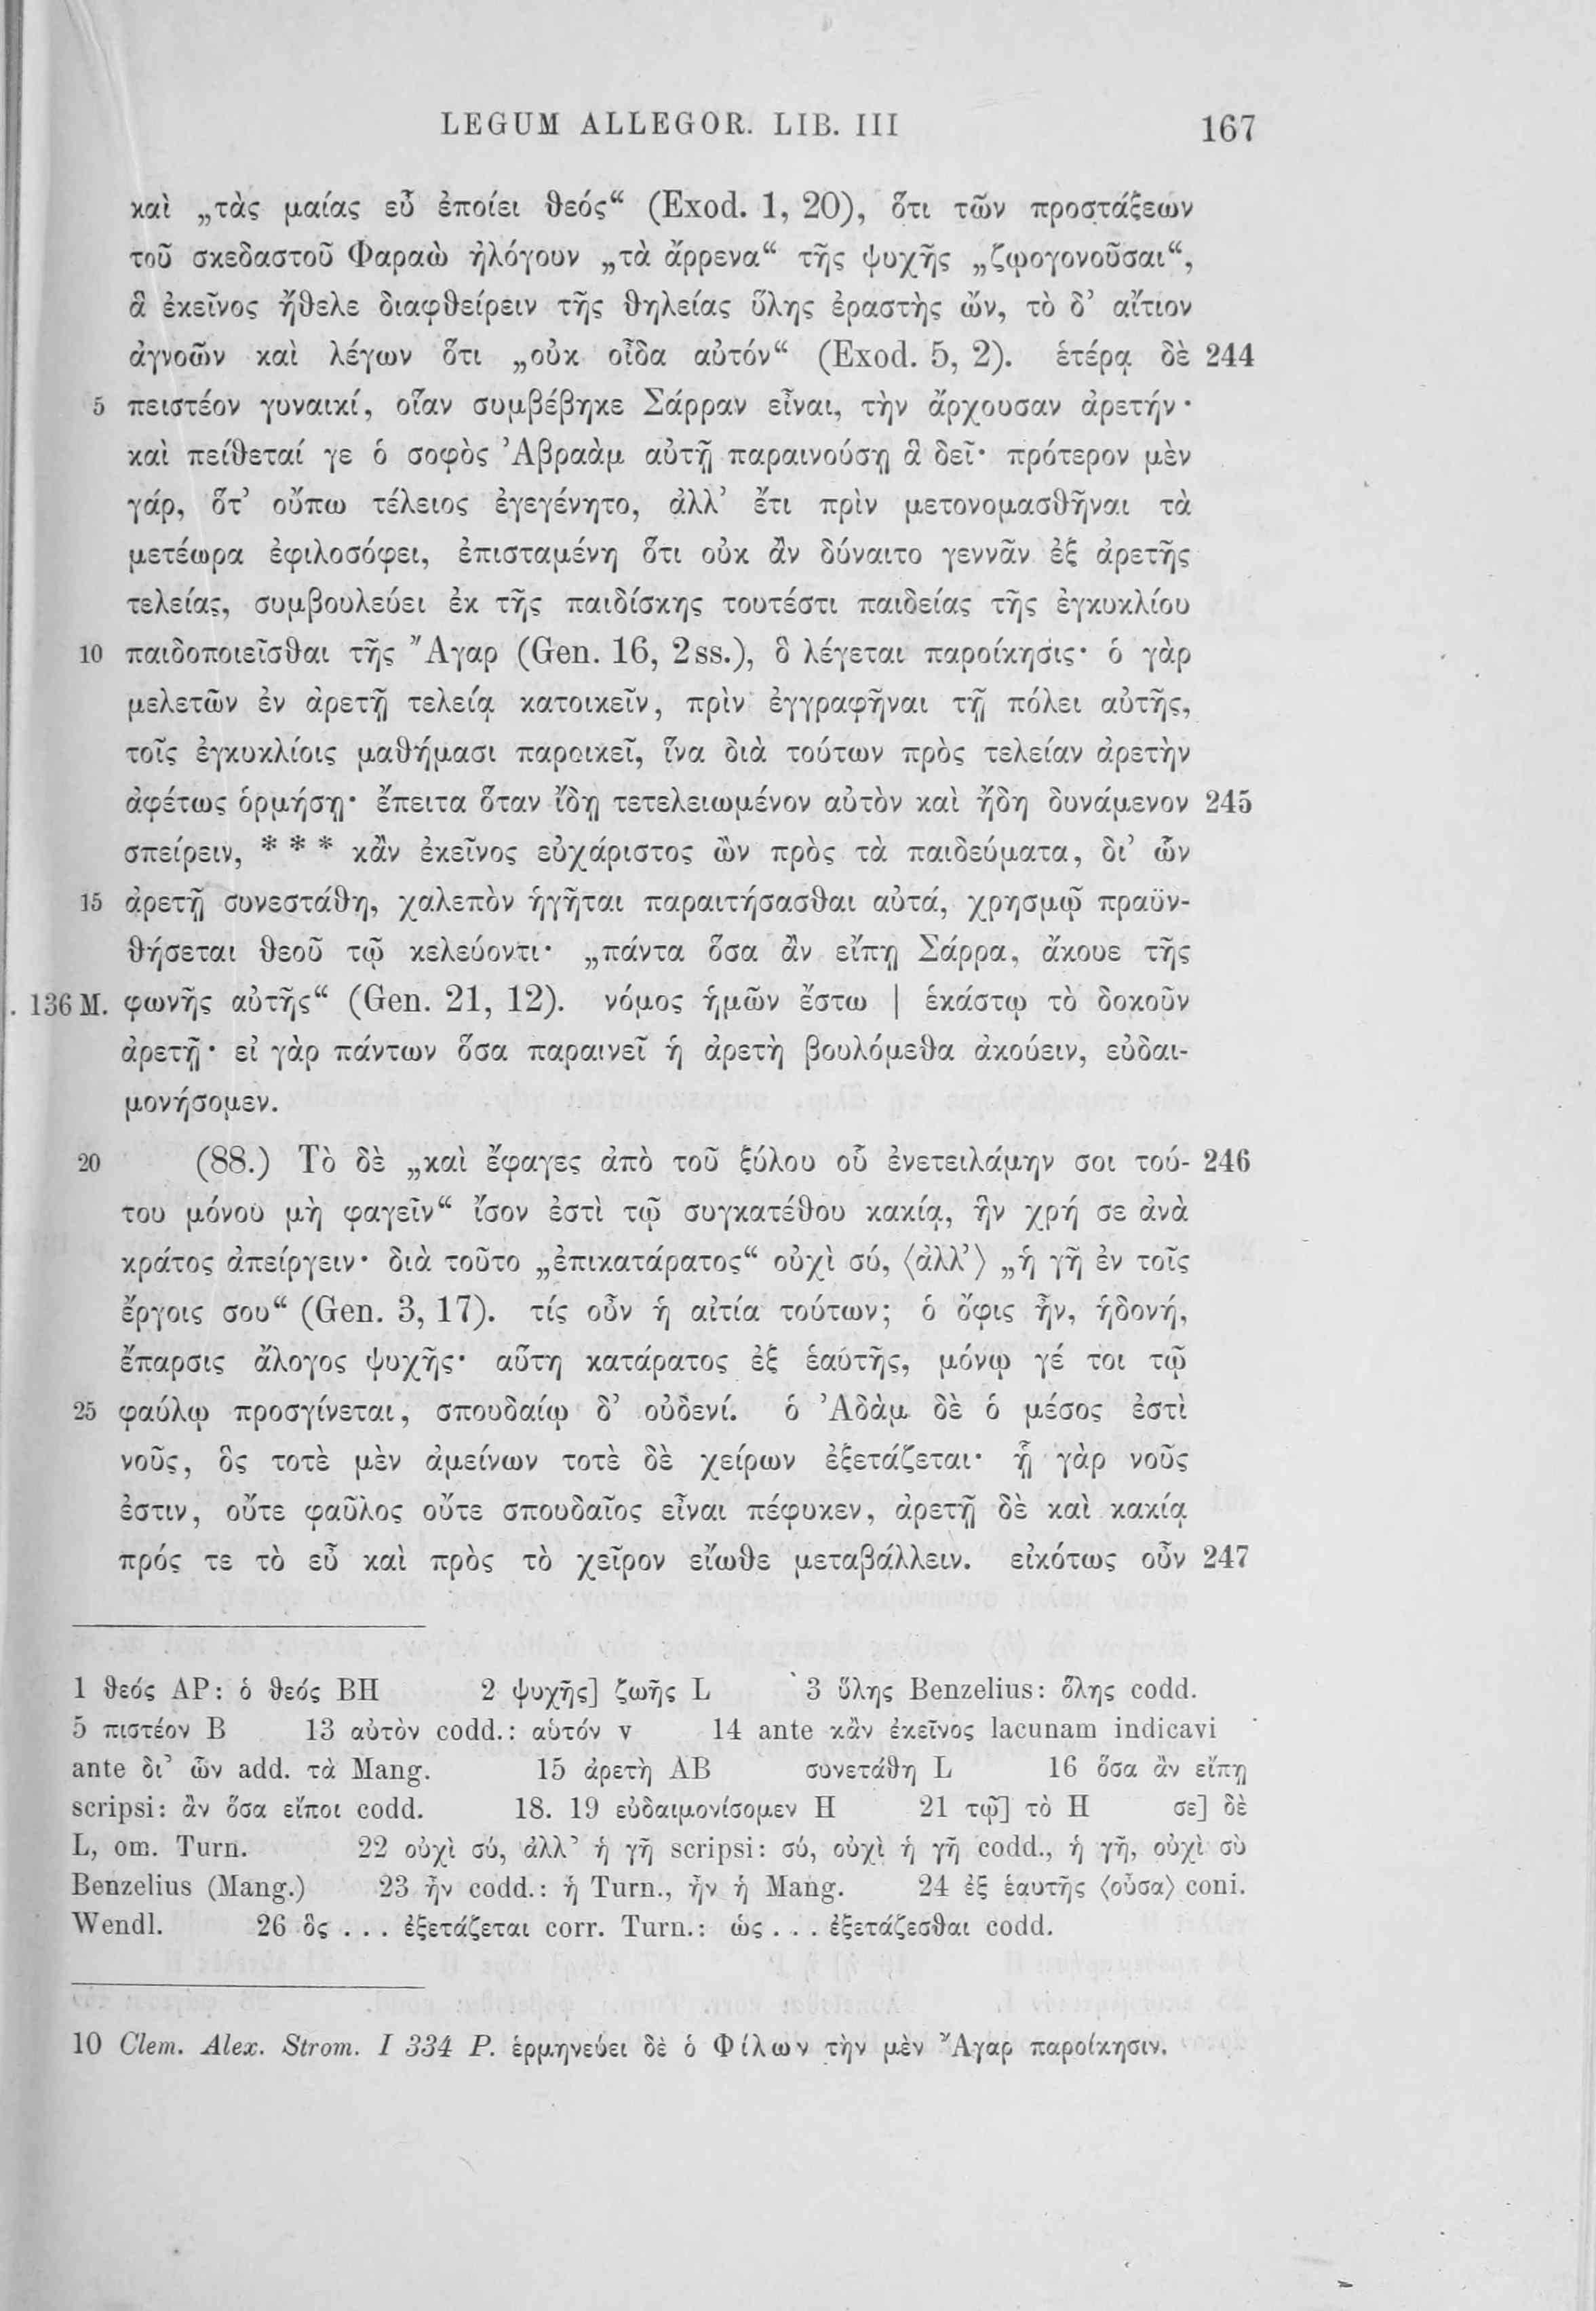 LEGUM ALLEGOR. LIB. III 167
καὶ „τὰς μαίας εὖ ἐποίει θεός“ (Exod. 1, 20), ὅτι τῶν προστάξεων
τοῦ σκεδαστοῦ Φαραὼ ἠλόγουν „τὰ ἄρρενα“ τῆς ψυχῆς „ζῳογονοῦσαι“,
ἃ ἐκεῖνος ἤθελε διαφθείρειν τῆς θηλείας ὕλης ἐραστὴς ὤν, τὸ δ’ αἴτιον
ἀγνοῶν καὶ λέγων ὅτι „οὐκ οἶδα αὐτόν“ (Exod. 5, 2). ἑτέρᾳ δὲ 244
5 πειστέον γυναικί, οἵαν συμβέβηκε Σάρραν εἶναι, τὴν ἄρχουσαν ἀρετήν·
καὶ πείθεταί γε ὁ σοφὸς Ἀβραὰμ αὐτῇ παραινούσῃ ἃ δεῖ· πρότερον μὲν
γάρ, ὅτ’ οὔπω τέλειος ἐγεγένητο, ἀλλ’ ἔτι πρὶν μετονομασθῆναι τὰ
μετέωρα ἐφιλοσόφει, ἐπισταμένη ὅτι οὐκ ἂν δύναιτο γεννᾶν ἐξ ἀρετῆς
τελείας, συμβουλεύει ἐκ τῆς παιδίσκης τουτέστι παιδείας τῆς ἐγκυκλίου
10 παιδοποιεῖσθαι τῆς Ἄγαρ (Gen. 16, 2ss.), ὃ λέγεται παροίκησις· ὁ γὰρ
μελετῶν ἐν ἀρετῇ τελείᾳ κατοικεῖν, πρὶν ἐγγραφῆναι τῇ πόλει αὐτῆς,
τοῖς ἐγκυκλίοις μαθήμασι παροικεῖ, ἵνα διὰ τούτων πρὸς τελείαν ἀρετὴν
ἀφέτως ὁρμήσῃ· ἔπειτα ὅταν ἴδῃ τετελειωμένον αὐτὸν καὶ ἤδη δυνάμενον 245
σπείρειν, * * * κἂν ἐκεῖνος εὐχάριστος ὢν πρὸς τὰ παιδεύματα, δι’ ὧν
15 ἀρετῇ συνεστάθη, χαλεπὸν ἡγῆται παραιτήσασθαι αὐτά, χρησμῷ πραϋν-
θήσεται θεοῦ τῷ κελεύοντι· „πάντα ὅσα ἂν εἴπῃ Σάρρα, ἄκουε τῆς
. 136 M. φωνῆς αὐτῆς“ (Gen. 21, 12). νόμος ἡμῶν ἔστω | ἑκάστῳ τὸ δοκοῦν
ἀρετῇ· εἰ γὰρ πάντων ὅσα παραινεῖ ἡ ἀρετὴ βουλόμεθα ἀκούειν, εὐδαι-
μονήσομεν.
20 (88.) Τὸ δὲ „καὶ ἔφαγες ἀπὸ τοῦ ξύλου οὗ ἐνετειλάμην σοι τού- 246
του μόνου μὴ φαγεῖν“ ἴσον ἐστὶ τῷ συγκατέθου κακίᾳ, ἣν χρή σε ἀνὰ
κράτος ἀπείργειν· διὰ τοῦτο „ἐπικατάρατος“ οὐχὶ σύ, ⟨ἀλλ’⟩ „ἡ γῆ ἐν τοῖς
ἔργοις σου“ (Gen. 3, 17). τίς οὖν ἡ αἰτία τούτων; ὁ ὄφις ἦν, ἡδονή,
ἔπαρσις ἄλογος ψυχῆς· αὕτη κατάρατος ἐξ ἑαυτῆς, μόνῳ γέ τοι τῷ
25 φαύλῳ προσγίνεται, σπουδαίῳ δ’ οὐδενί. ὁ Ἀδὰμ δὲ ὁ μέσος ἐστὶ
νοῦς, ὃς τοτὲ μὲν ἀμείνων τοτὲ δὲ χείρων ἐξετάζεται· ᾗ γὰρ νοῦς
ἐστιν, οὔτε φαῦλος οὔτε σπουδαῖος εἶναι πέφυκεν, ἀρετῇ δὲ καὶ κακίᾳ
πρός τε τὸ εὖ καὶ πρὸς τὸ χεῖρον εἴωθε μεταβάλλειν. εἰκότως οὖν 247
1 θεός AP: ὁ θεός BH 2 ψυχῆς] ζωῆς L 3 ὕλης Benzelius: ὅλης codd.
5 πιστέον B 13 αὐτὸν codd.: αὑτόν v 14 ante κἂν ἐκεῖνος lacunam indicavi
ante δι’ ὧν add. τὰ Mang. 15 ἀρετὴ AB συνετάθη L 16 ὅσα ἂν εἴπῃ
scripsi: ἂν ὅσα εἴποι codd. 18. 19 εὐδαιμονίσομεν H 21 τῷ] τὸ H σε] δὲ
L, om. Turn. 22 οὐχὶ σύ, ἀλλ’ ἡ γῆ scripsi: σύ, οὐχὶ ἡ γῆ codd., ἡ γῆ, οὐχὶ σὺ
Benzelius (Mang.) 23 ἦν codd.: ἡ Turn., ἦν ἡ Mang. 24 ἐξ ἑαυτῆς ⟨οὖσα⟩ coni.
Wendl. 26 ὃς . . . ἐξετάζεται corr. Turn.: ὡς . . . ἐξετάζεσθαι codd.
10 Clem. Alex. Strom. I 334 P. ἑρμηνεύει δὲ ὁ Φίλων τὴν μὲν Ἄγαρ παροίκησιν.